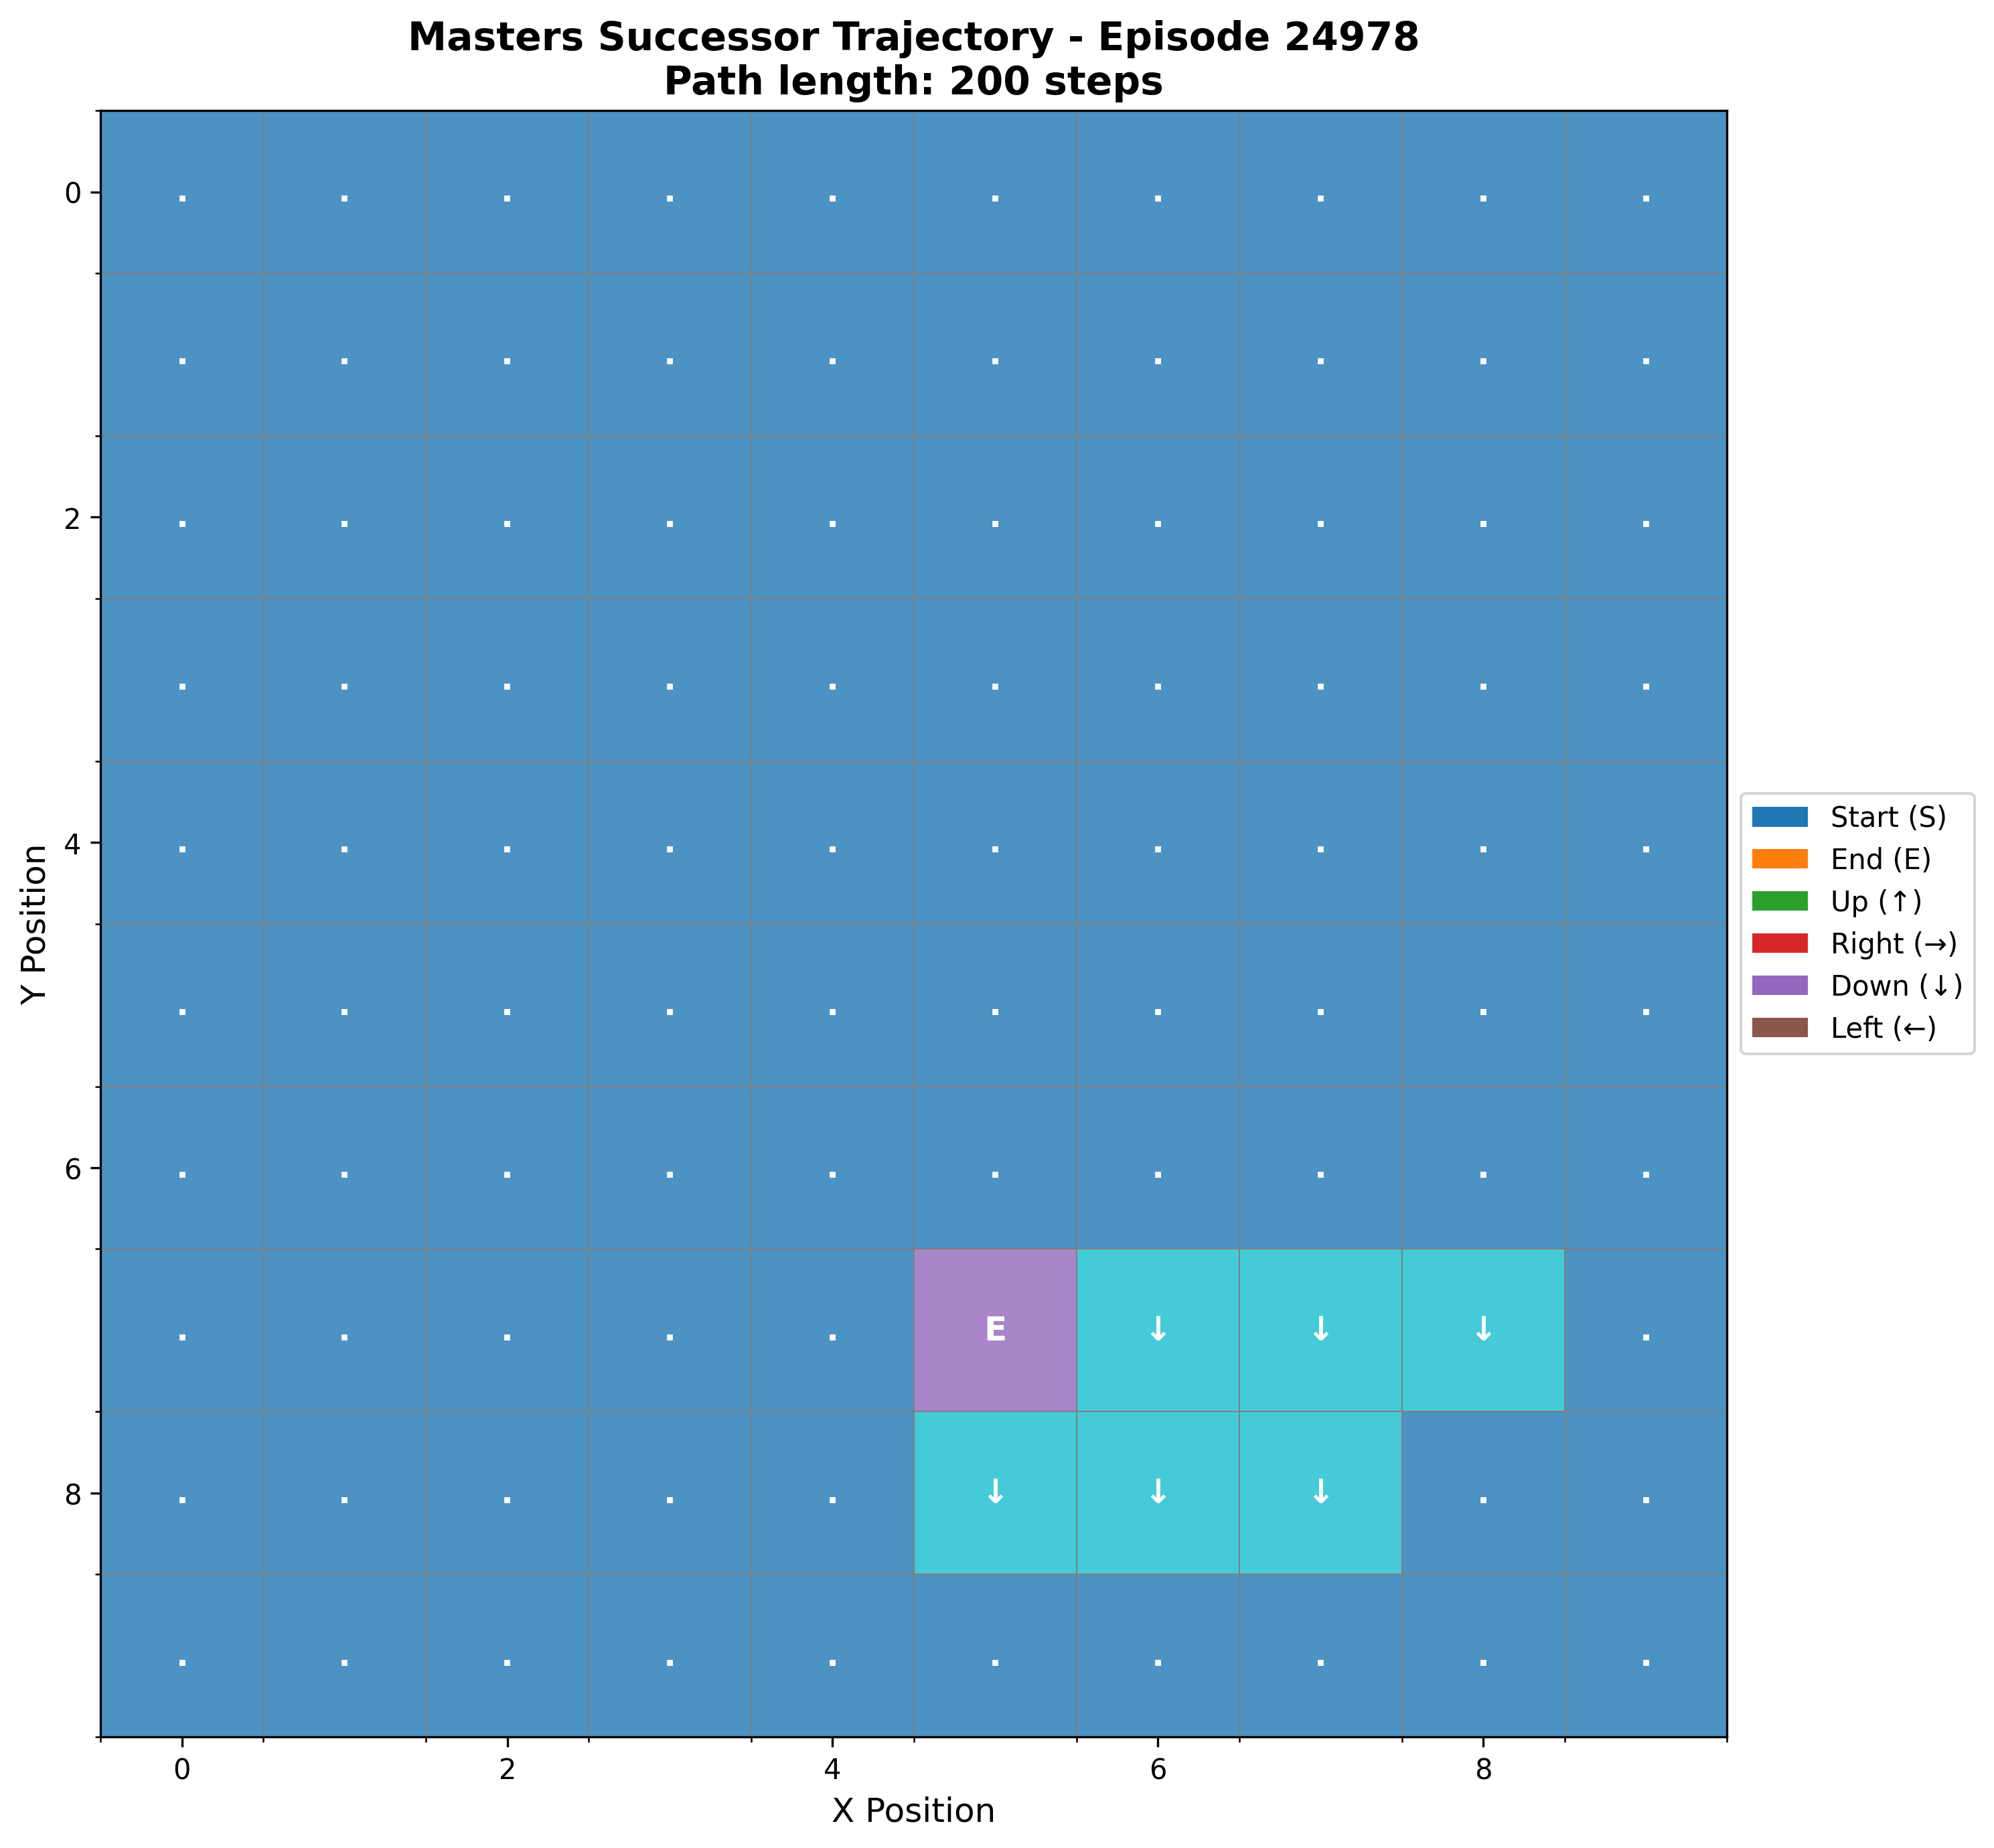 Masters Successor Trajectory - Episode 24978
Path length: 200 steps
0
2
4
6
8
Y Position
. . . . . . . . . .
. . . . . . . . . .
. . . . . . . . . .
. . . . . . . . . .
. . . . . . . . . .
. . . . . . . . . .
. . . . . . . . . .
. . . . . E ↓ ↓ ↓ .
. . . . . ↓ ↓ ↓ . .
. . . . . . . . . .
0 2 4 6 8
X Position
Start (S)
End (E)
Up (↑)
Right (→)
Down (↓)
Left (←)